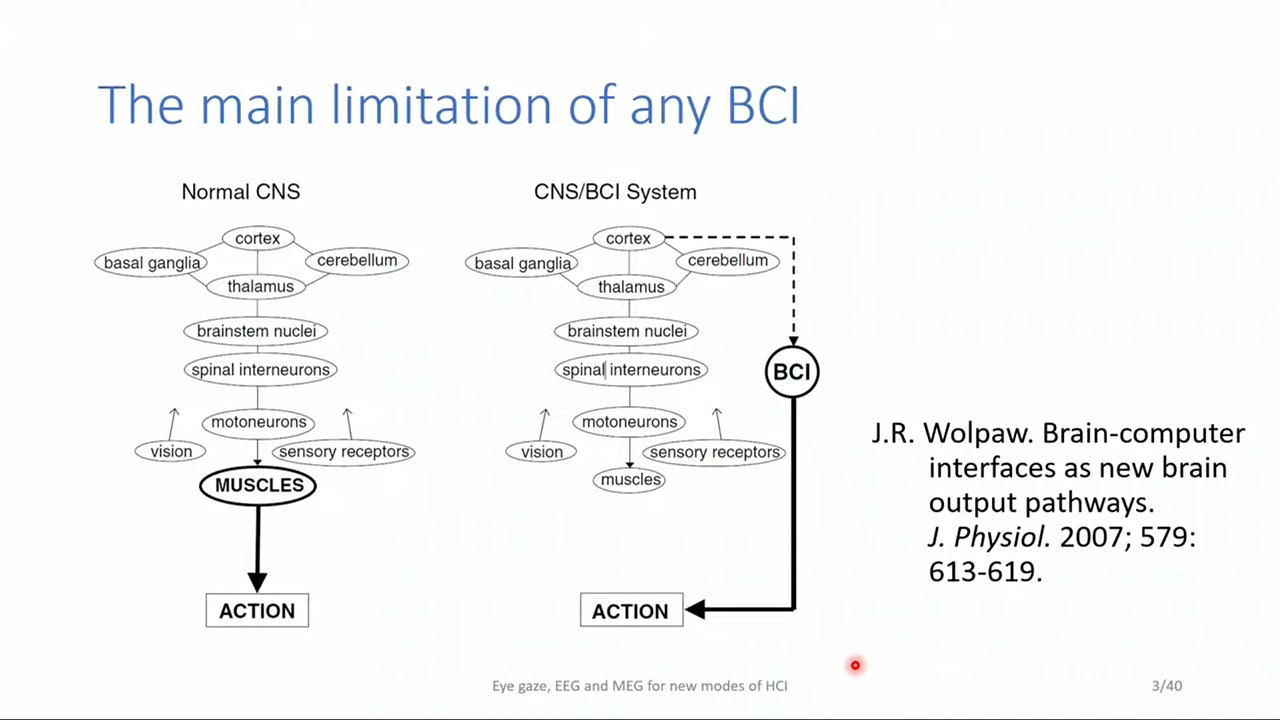 The main limitation of any BCI
Normal CNS
cortex
basal ganglia
cerebellum
thalamus
brainstem nuclei
spinal interneurons
motoneurons
vision
sensory receptors
MUSCLES
ACTION
CNS/BCI System
cortex
basal ganglia
cerebellum
thalamus
brainstem nuclei
spinal interneurons
BCI
motoneurons
vision
sensory receptors
muscles
ACTION
J.R. Wolpaw. Brain-computer
interfaces as new brain
output pathways.
J. Physiol. 2007; 579:
613-619.
Eye gaze, EEG and MEG for new modes of HCI
3/40